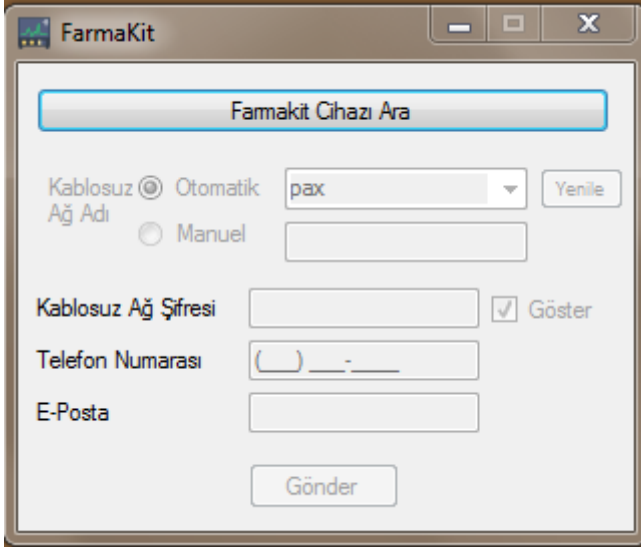 FarmaKit
Farmakit Cihazı Ara
Kablosuz Otomatik pax Yenile
Ağ Adı
Manuel
Kablosuz Ağ Şifresi Göster
Telefon Numarası (___) ___-____
E-Posta
Gönder